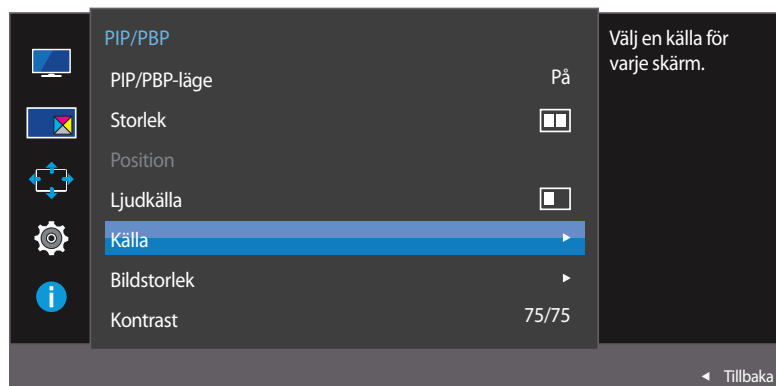 PIP/PBP
PIP/PBP-läge På
Storlek
Position
Ljudkälla
Källa
Bildstorlek
Kontrast 75/75
Välj en källa för
varje skärm.
Tillbaka